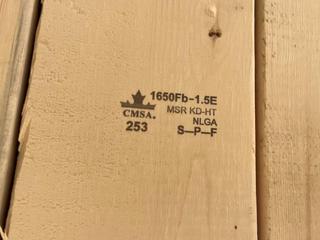 1650Fb-1.5E
MSR KD-HT
NLGA
S-P-F
CMSA®
253